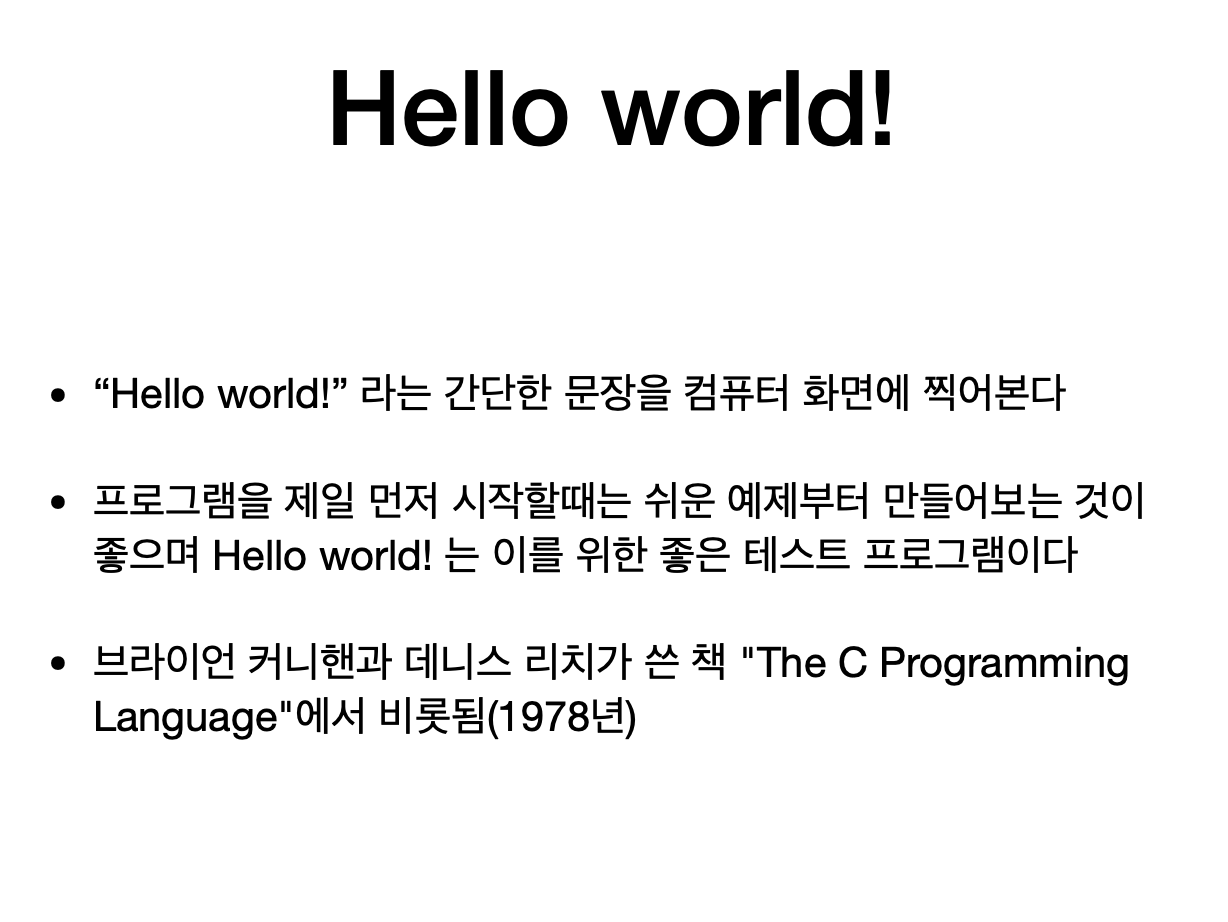 Hello world!
• “Hello world!” 라는 간단한 문장을 컴퓨터 화면에 찍어본다
• 프로그램을 제일 먼저 시작할때는 쉬운 예제부터 만들어보는 것이
좋으며 Hello world! 는 이를 위한 좋은 테스트 프로그램이다
• 브라이언 커니핸과 데니스 리치가 쓴 책 "The C Programming
Language"에서 비롯됨(1978년)